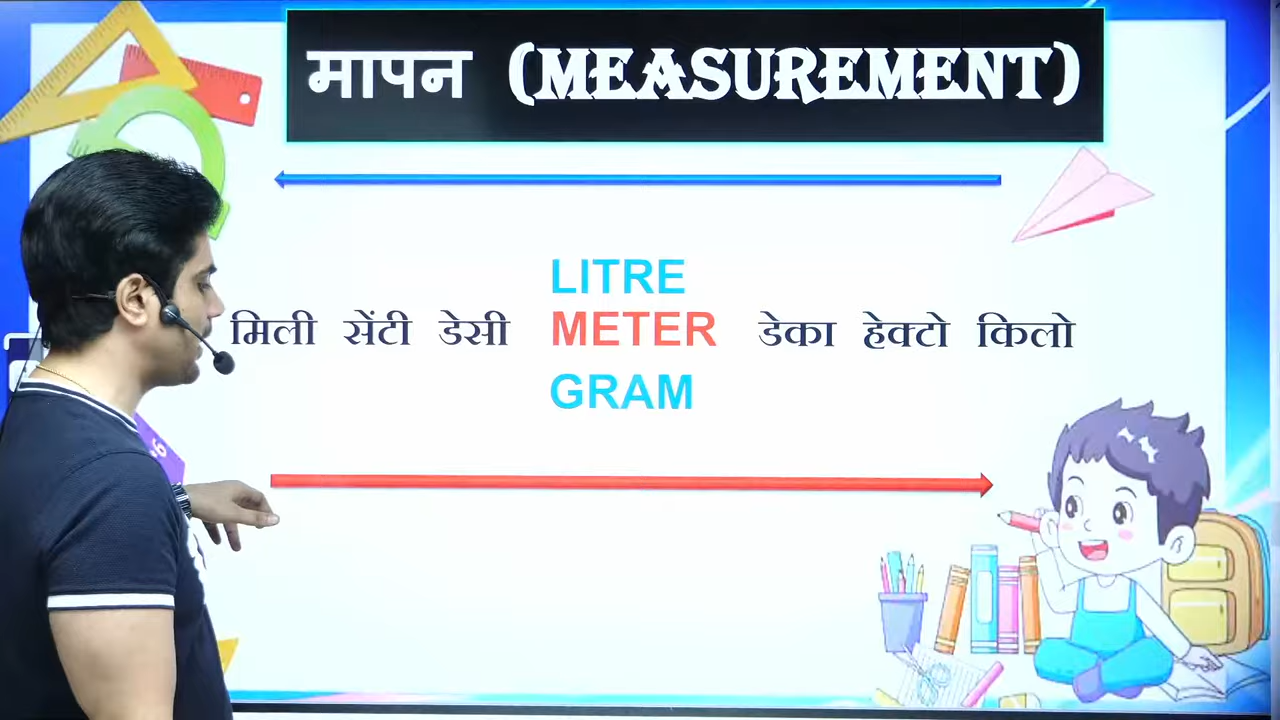 मापन (MEASUREMENT)
LITRE
मिली सेंटी डेसी METER डेका हेक्टो किलो
GRAM